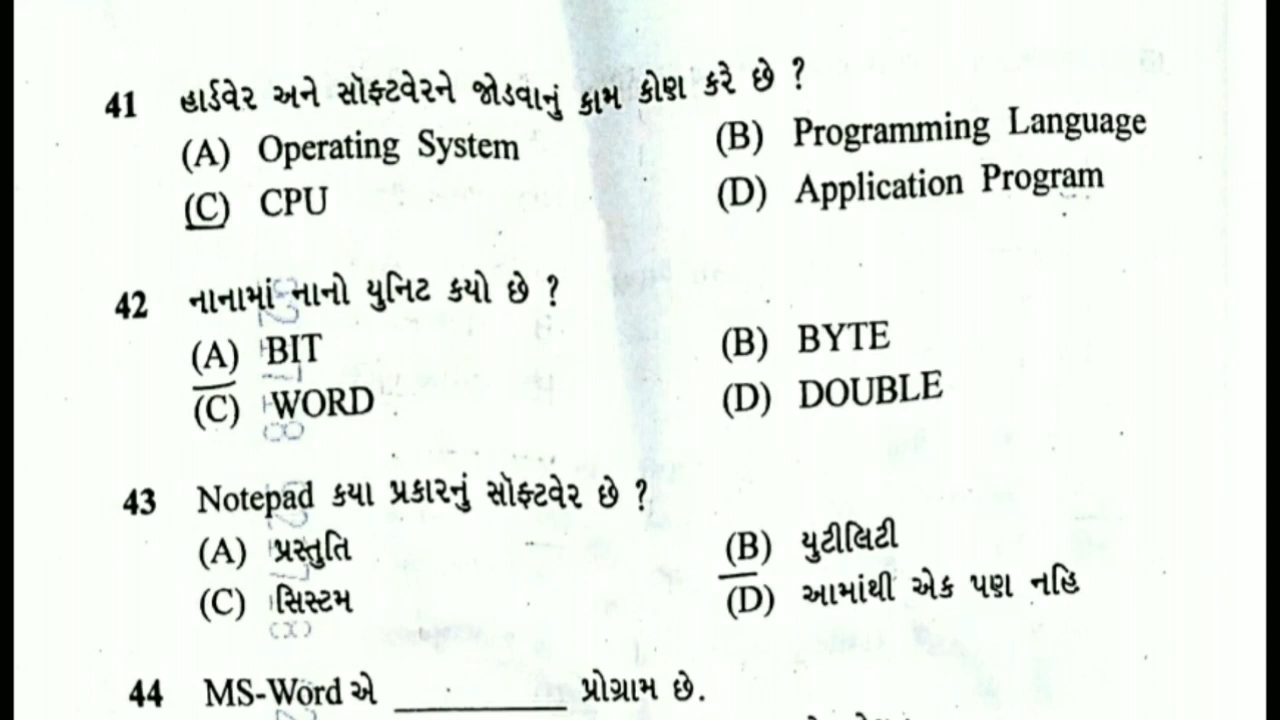 41 હાર્ડવેર અને સૉફ્ટવેરને જોડવાનું કામ કોણ કરે છે ?
(A) Operating System (B) Programming Language
(C) CPU (D) Application Program
42 નાનામાં નાનો યુનિટ કયો છે ?
(A) BIT (B) BYTE
(C) WORD (D) DOUBLE
43 Notepad કયા પ્રકારનું સૉફ્ટવેર છે ?
(A) પ્રસ્તુતિ (B) યુટીલિટી
(C) સિસ્ટમ (D) આમાંથી એક પણ નહિ
44 MS-Word એ __________ પ્રોગ્રામ છે.